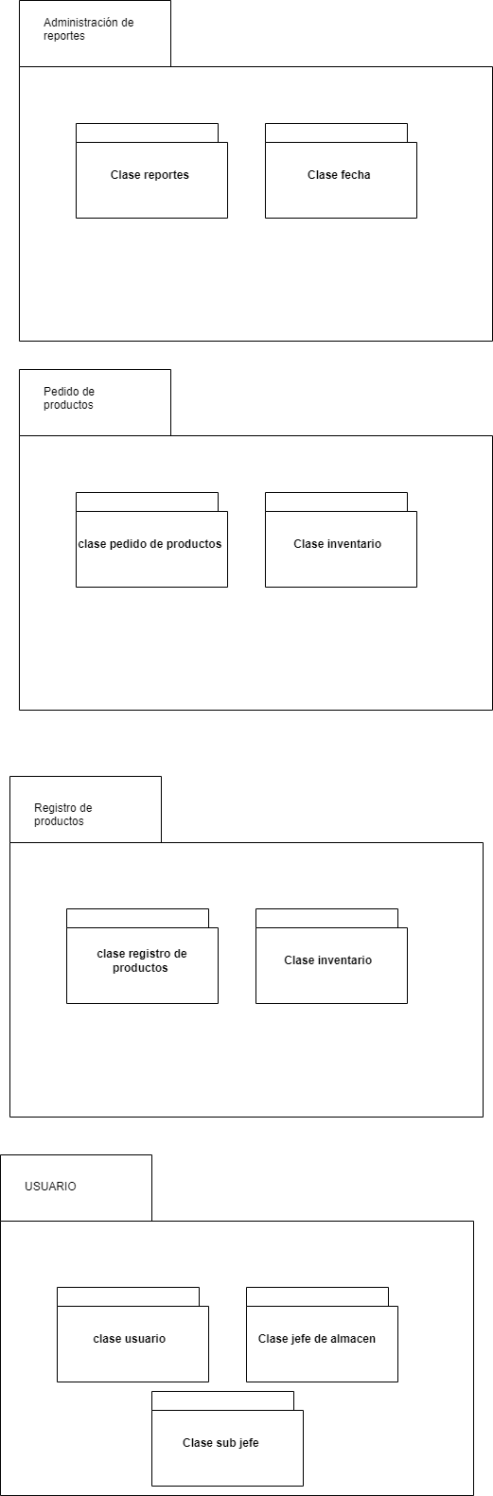 Administración de
reportes
Clase reportes
Clase fecha
Pedido de
productos
clase pedido de productos
Clase inventario
Registro de
productos
clase registro de
productos
Clase inventario
USUARIO
clase usuario
Clase jefe de almacen
Clase sub jefe